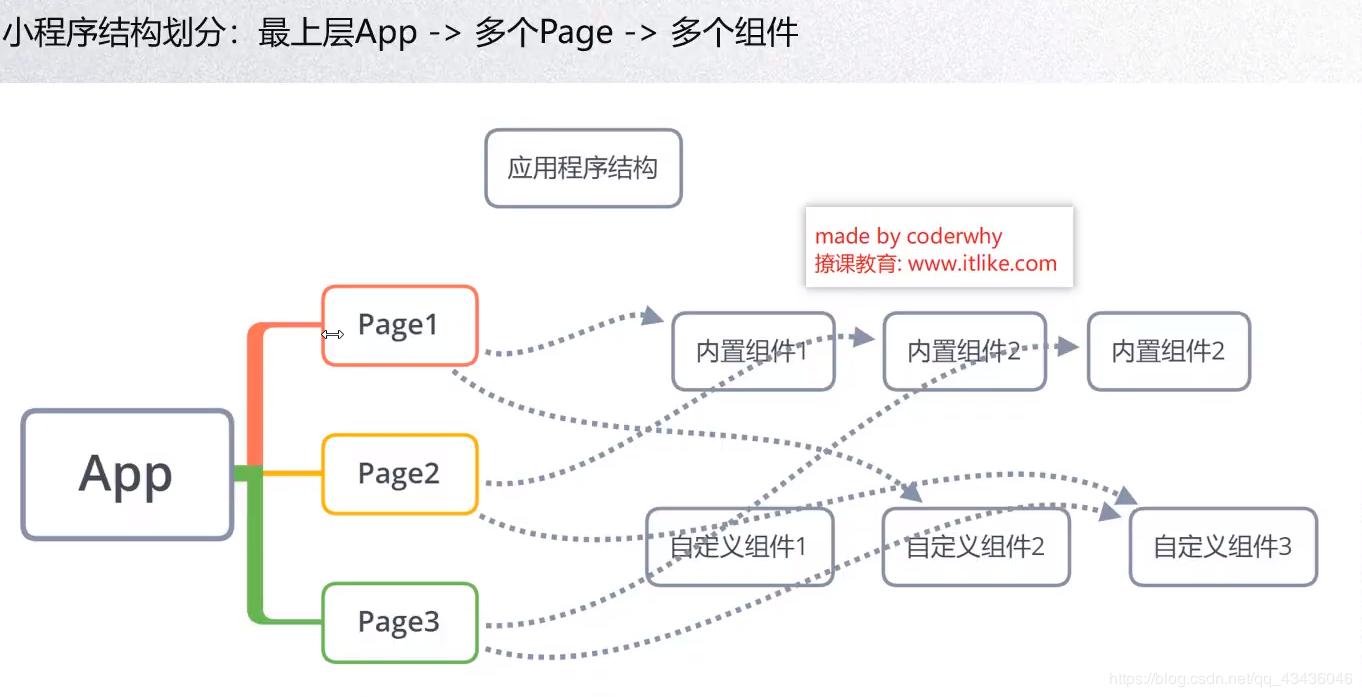 小程序结构划分：最上层App -> 多个Page -> 多个组件
应用程序结构
made by coderwhy
撩课教育: www.itlike.com
Page1
内置组件1
内置组件2
内置组件2
App
Page2
自定义组件1
自定义组件2
自定义组件3
Page3
https://blog.csdn.net/qq_43436046